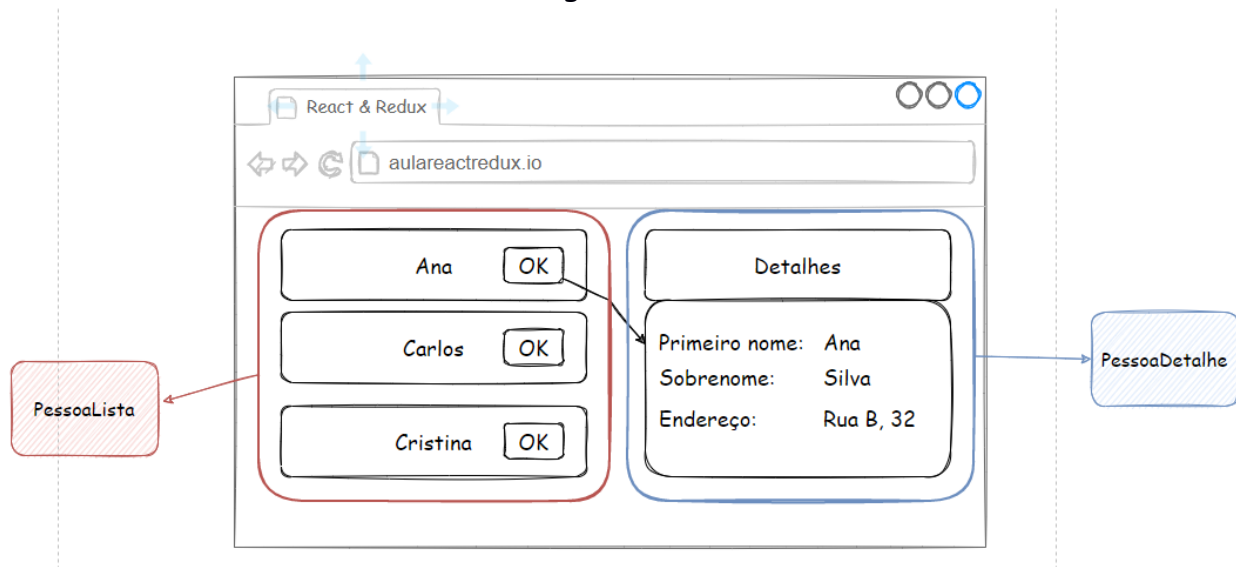 React & Redux
aulareactredux.io
Ana OK
Carlos OK
Cristina OK
Detalhes
Primeiro nome: Ana
Sobrenome: Silva
Endereço: Rua B, 32
PessoaLista
PessoaDetalhe